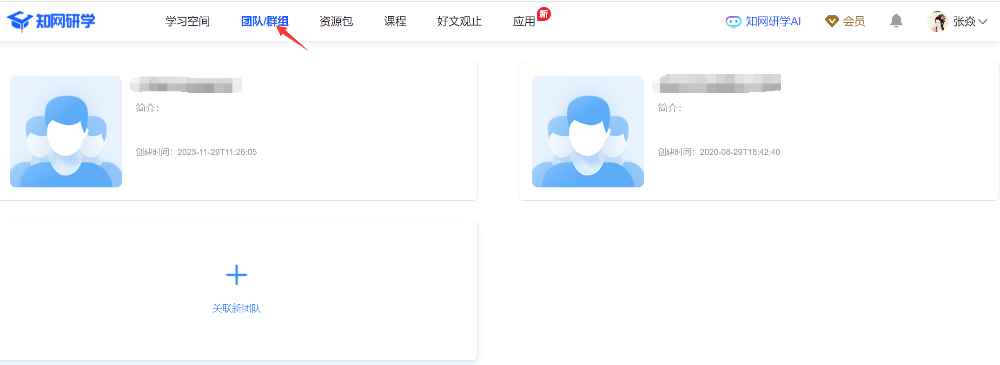 知网研学 学习空间 团队/群组 资源包 课程 好文观止 应用 新 知网研学AI 会员 张焱
简介：
创建时间：2023-11-29T11:26:05
简介：
创建时间：2020-08-29T18:42:40
关联新团队